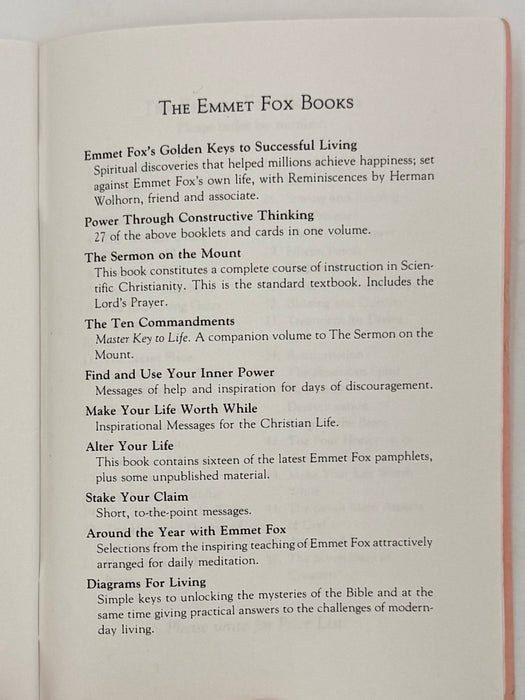 THE EMMET FOX BOOKS
Emmet Fox's Golden Keys to Successful Living
Spiritual discoveries that helped millions achieve happiness; set
against Emmet Fox's own life, with Reminiscences by Herman
Wolhorn, friend and associate.
Power Through Constructive Thinking
27 of the above booklets and cards in one volume.
The Sermon on the Mount
This book constitutes a complete course of instruction in Scien-
tific Christianity. This is the standard textbook. Includes the
Lord's Prayer.
The Ten Commandments
Master Key to Life. A companion volume to The Sermon on the
Mount.
Find and Use Your Inner Power
Messages of help and inspiration for days of discouragement.
Make Your Life Worth While
Inspirational Messages for the Christian Life.
Alter Your Life
This book contains sixteen of the latest Emmet Fox pamphlets,
plus some unpublished material.
Stake Your Claim
Short, to-the-point messages.
Around the Year with Emmet Fox
Selections from the inspiring teaching of Emmet Fox attractively
arranged for daily meditation.
Diagrams For Living
Simple keys to unlocking the mysteries of the Bible and at the
same time giving practical answers to the challenges of modern-
day living.